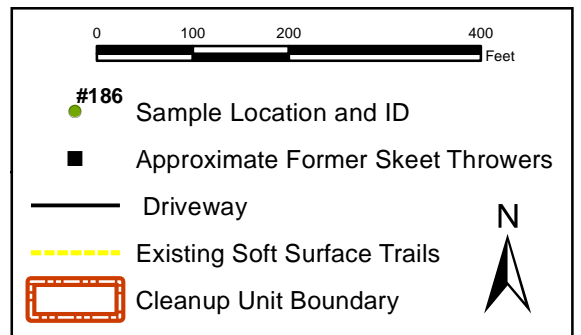 0 100 200 400
Feet
#186
Sample Location and ID
Approximate Former Skeet Throwers
Driveway
N
Existing Soft Surface Trails
Cleanup Unit Boundary